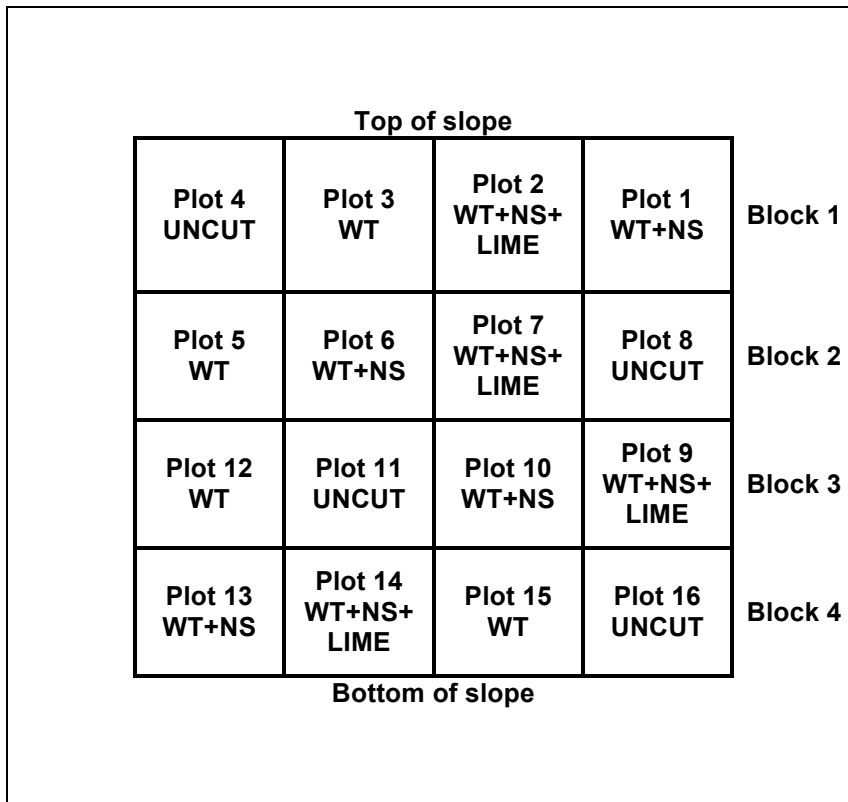 Top of slope
Plot 4
UNCUT
Plot 3
WT
Plot 2
WT+NS+
LIME
Plot 1
WT+NS
Block 1
Plot 5
WT
Plot 6
WT+NS
Plot 7
WT+NS+
LIME
Plot 8
UNCUT
Block 2
Plot 12
WT
Plot 11
UNCUT
Plot 10
WT+NS
Plot 9
WT+NS+
LIME
Block 3
Plot 13
WT+NS
Plot 14
WT+NS+
LIME
Plot 15
WT
Plot 16
UNCUT
Block 4
Bottom of slope